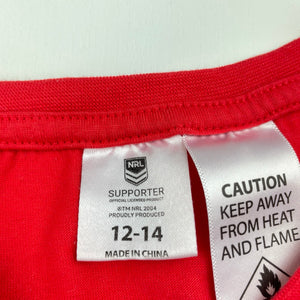 NRL
SUPPORTER
OFFICIAL LICENSED PRODUCT
©TM NRL 2004
PROUDLY PRODUCED
12-14
MADE IN CHINA
CAUTION
KEEP AWAY
FROM HEAT
AND FLAME